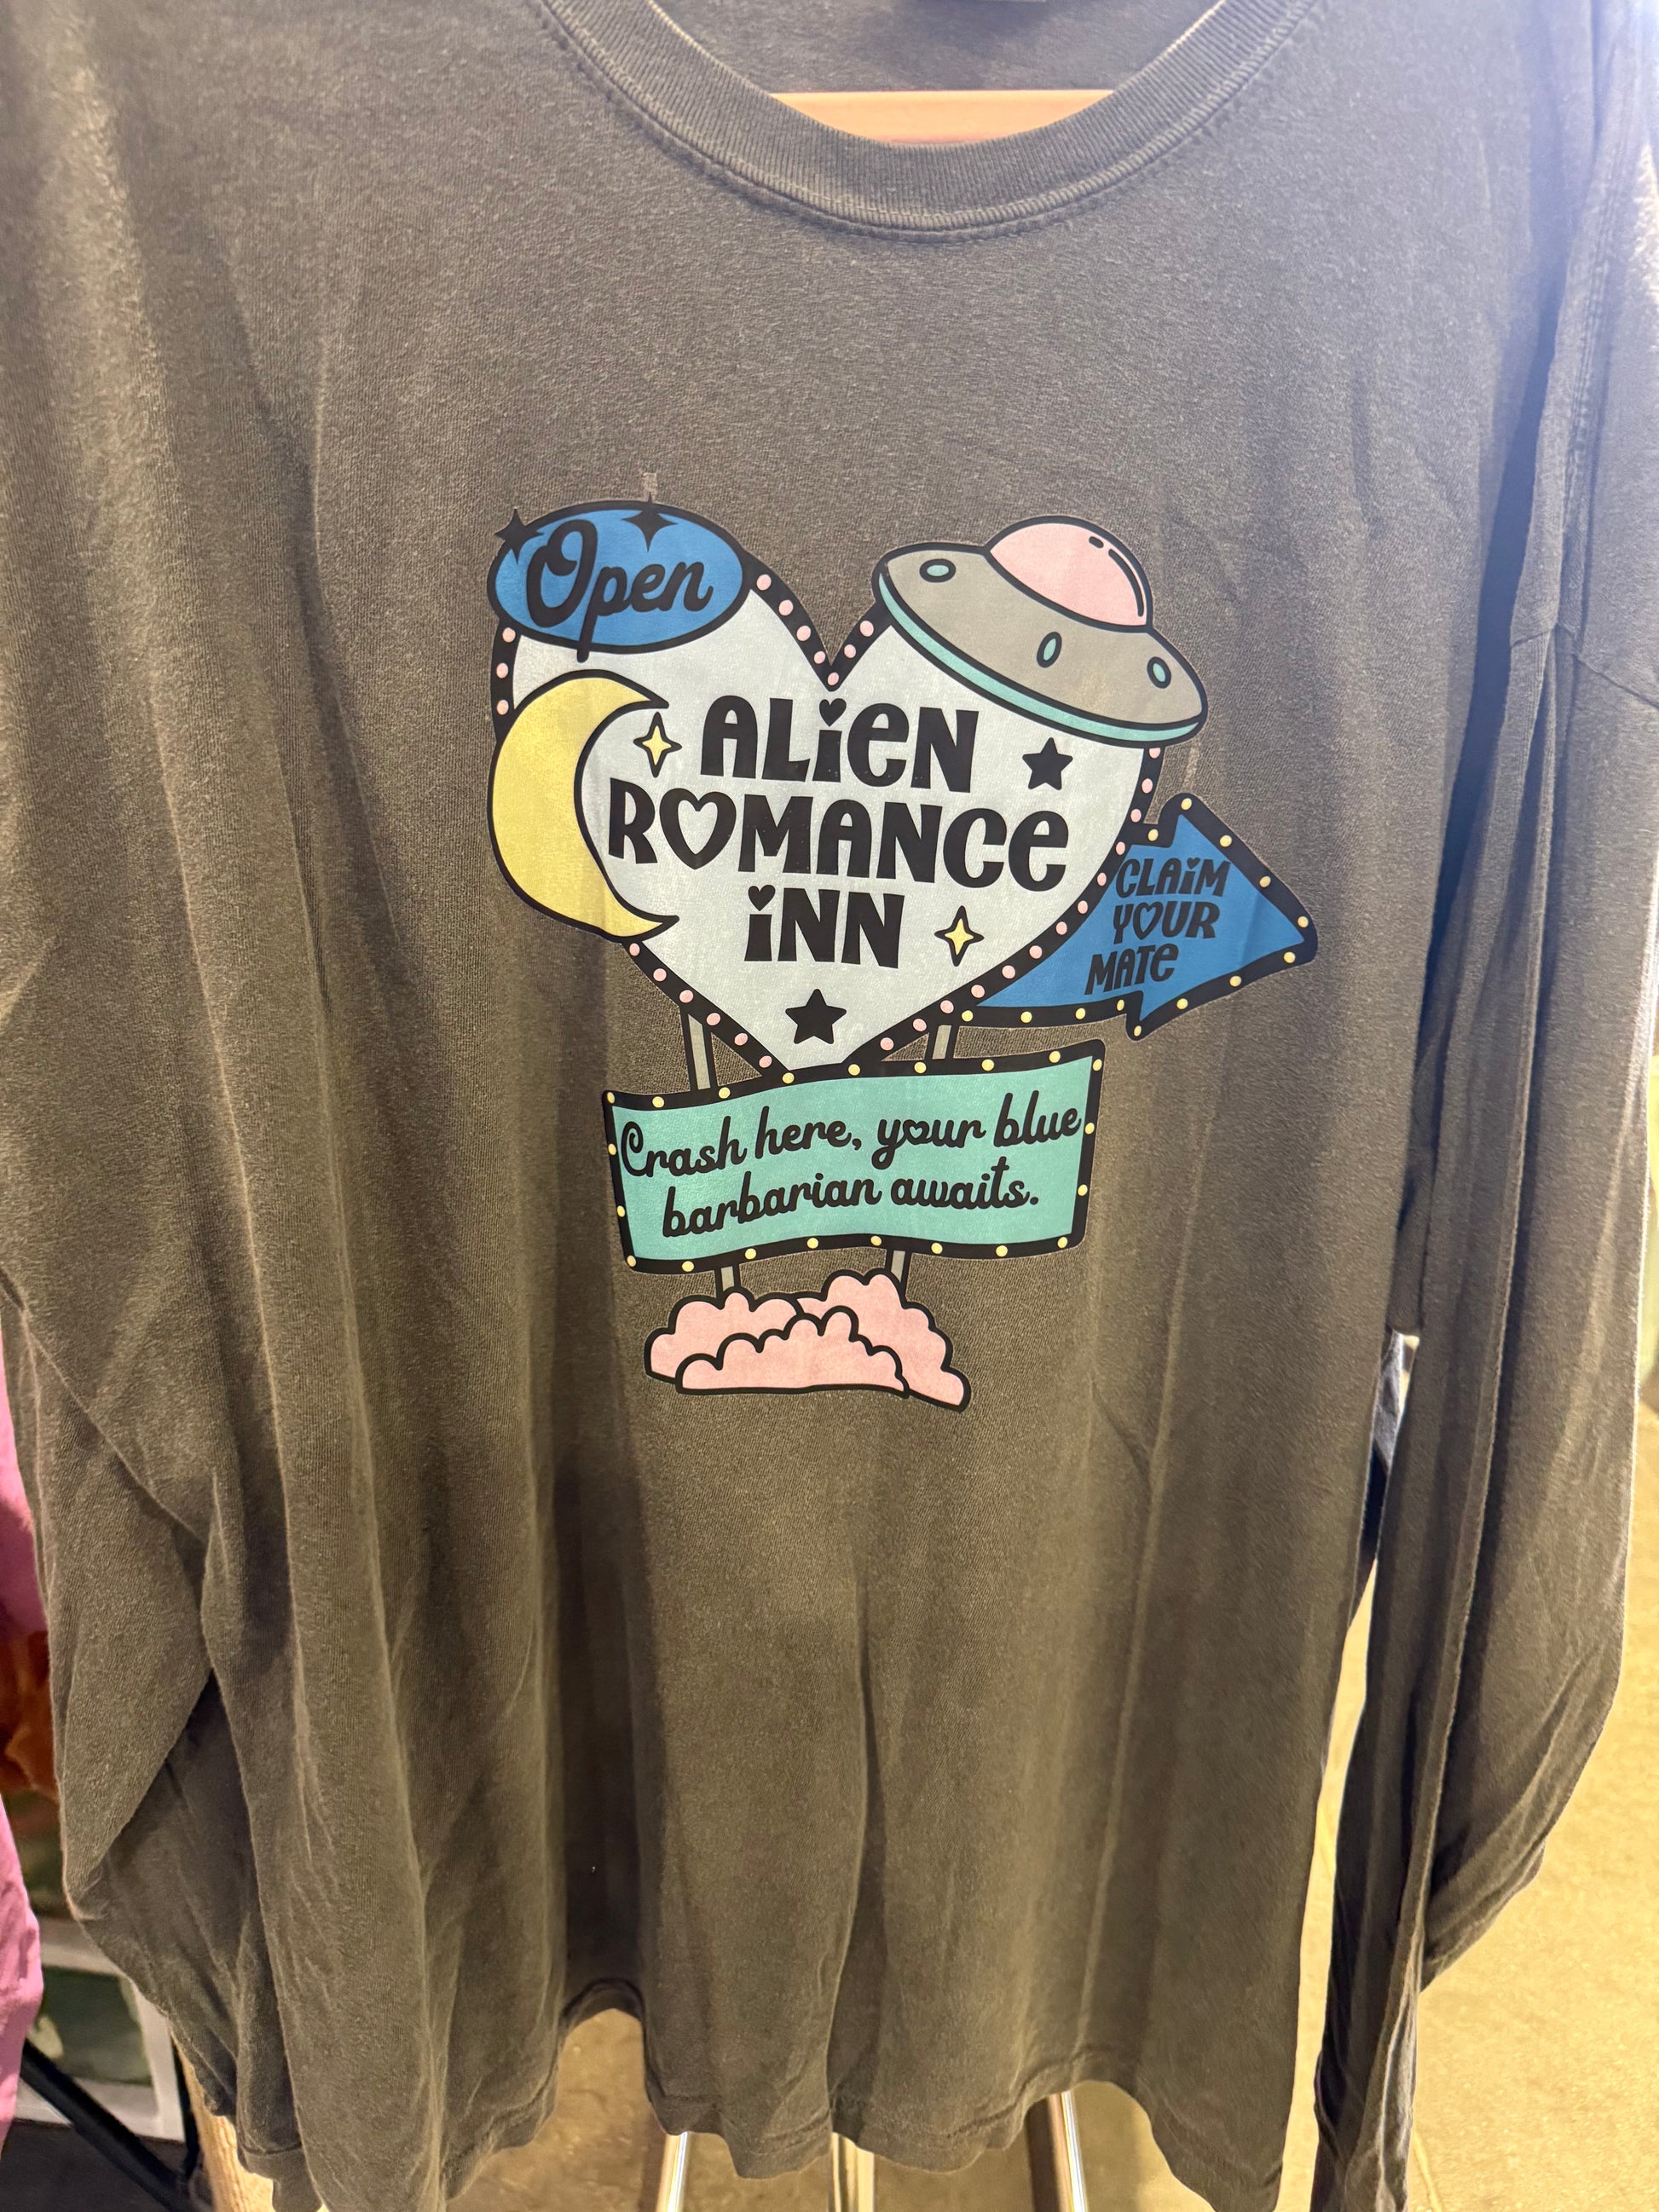 Open
ALiEN
ROMANCE
iNN
CLAiM
YOUR
MATE
Crash here, your blue
barbarian awaits.